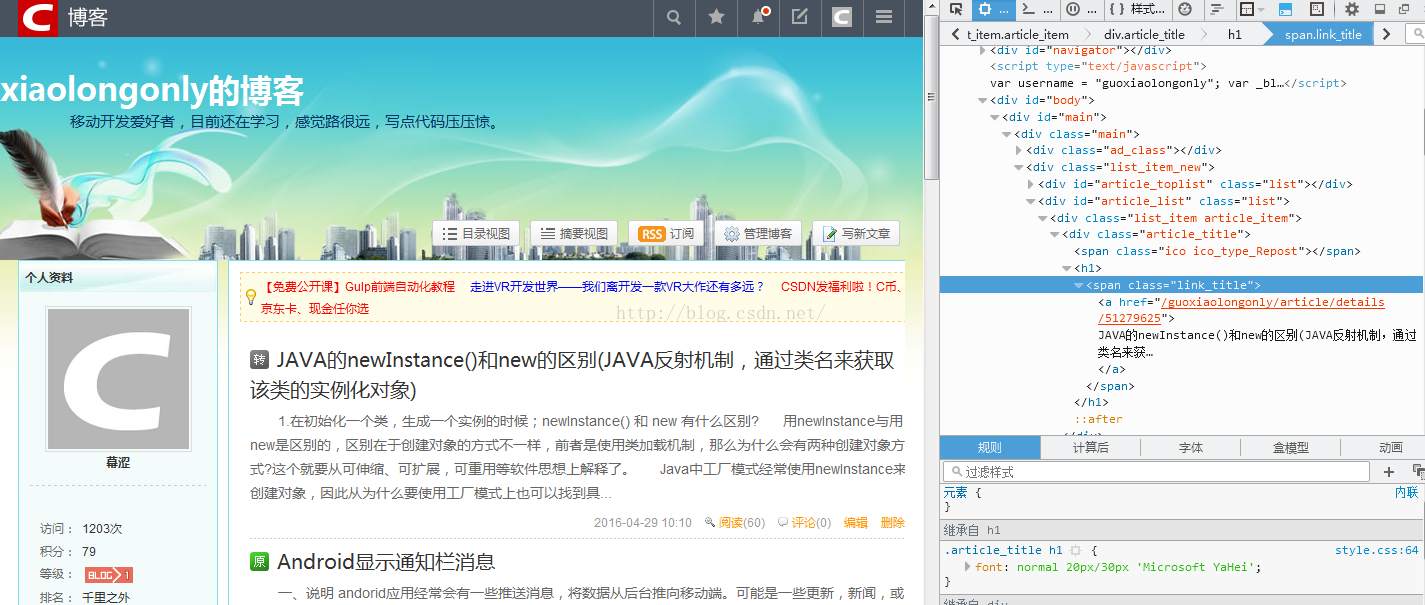 博客
xiaolongonly的博客
移动开发爱好者，目前还在学习，感觉路很远，写点代码压压惊。
目录视图 摘要视图 RSS 订阅 管理博客 写新文章
个人资料
幕涩
访问： 1203次
积分： 79
等级： BLOG 1
排名： 千里之外
【免费公开课】Gulp前端自动化教程 走进VR开发世界——我们离开发一款VR大作还有多远？ CSDN发福利啦！C币、
京东卡、现金任你选
http://blog.csdn.net/
转 JAVA的newInstance()和new的区别(JAVA反射机制，通过类名来获取
该类的实例化对象)
1.在初始化一个类，生成一个实例的时候；newInstance() 和 new 有什么区别? 用newInstance与用
new是区别的，区别在于创建对象的方式不一样，前者是使用类加载机制，那么为什么会有两种创建对象方
式?这个就要从可伸缩、可扩展，可重用等软件思想上解释了。 Java中工厂模式经常使用newInstance来
创建对象，因此从为什么要使用工厂模式上也可以找到具...
2016-04-29 10:10 阅读(60) 评论(0) 编辑 删除
原 Android显示通知栏消息
一、说明 andorid应用经常会有一些推送消息，将数据从后台推向移动端。可能是一些更新，新闻，或
... ... ... { } 样式...
t_item.article_item div.article_title h1 span.link_title
<div id="navigator"></div>
<script type="text/javascript">
var username = "guoxiaolongonly"; var _bl…</script>
<div id="body">
<div id="main">
<div class="main">
<div class="ad_class"></div>
<div class="list_item_new">
<div id="article_toplist" class="list"></div>
<div id="article_list" class="list">
<div class="list_item article_item">
<div class="article_title">
<span class="ico ico_type_Repost"></span>
<h1>
<span class="link_title">
<a href="/guoxiaolongonly/article/details
/51279625">
JAVA的newInstance()和new的区别(JAVA反射机制，通过
类名来获…
</a>
</span>
</h1>
::after
规则 计算后 字体 盒模型 动画
过滤样式
元素 { 内联
}
继承自 h1
.article_title h1 { style.css:64
font: normal 20px/30px 'Microsoft YaHei';
}
继承自 div